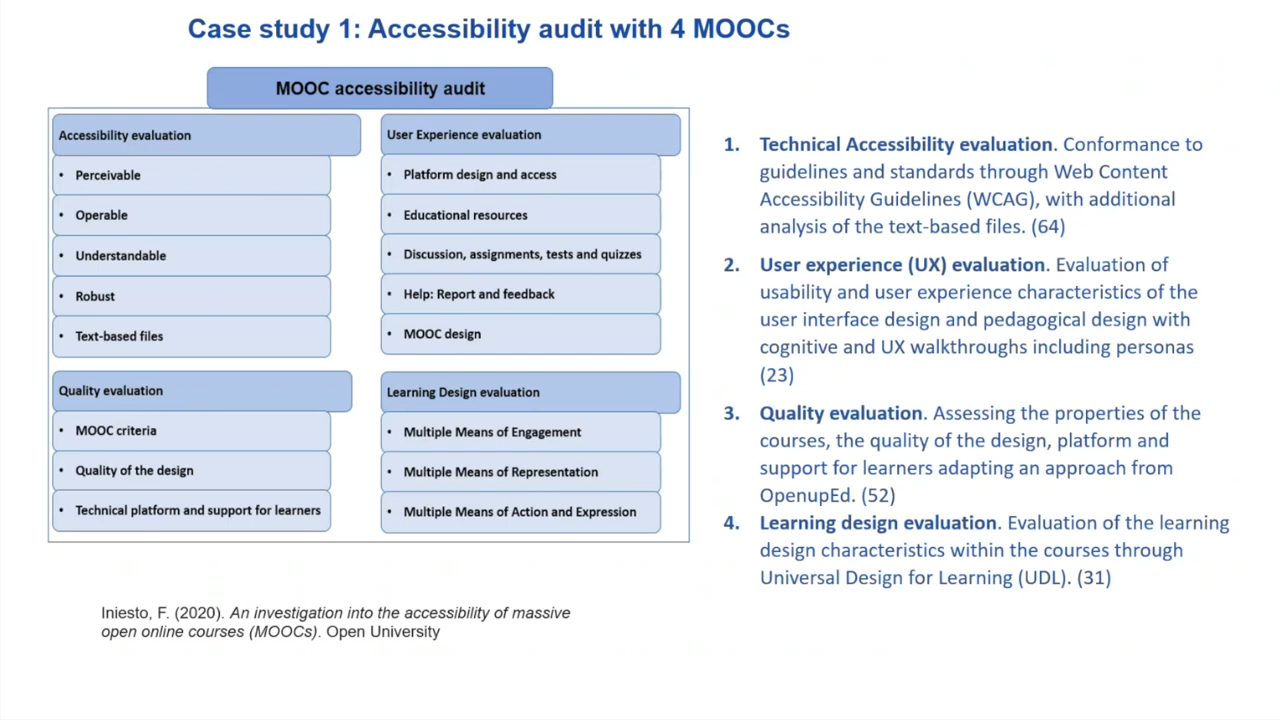 Case study 1: Accessibility audit with 4 MOOCs
MOOC accessibility audit
Accessibility evaluation
• Perceivable
• Operable
• Understandable
• Robust
• Text-based files
User Experience evaluation
• Platform design and access
• Educational resources
• Discussion, assignments, tests and quizzes
• Help: Report and feedback
• MOOC design
Quality evaluation
• MOOC criteria
• Quality of the design
• Technical platform and support for learners
Learning Design evaluation
• Multiple Means of Engagement
• Multiple Means of Representation
• Multiple Means of Action and Expression
Iniesto, F. (2020). An investigation into the accessibility of massive
open online courses (MOOCs). Open University
1. Technical Accessibility evaluation. Conformance to
guidelines and standards through Web Content
Accessibility Guidelines (WCAG), with additional
analysis of the text-based files. (64)
2. User experience (UX) evaluation. Evaluation of
usability and user experience characteristics of the
user interface design and pedagogical design with
cognitive and UX walkthroughs including personas
(23)
3. Quality evaluation. Assessing the properties of the
courses, the quality of the design, platform and
support for learners adapting an approach from
OpenupEd. (52)
4. Learning design evaluation. Evaluation of the learning
design characteristics within the courses through
Universal Design for Learning (UDL). (31)